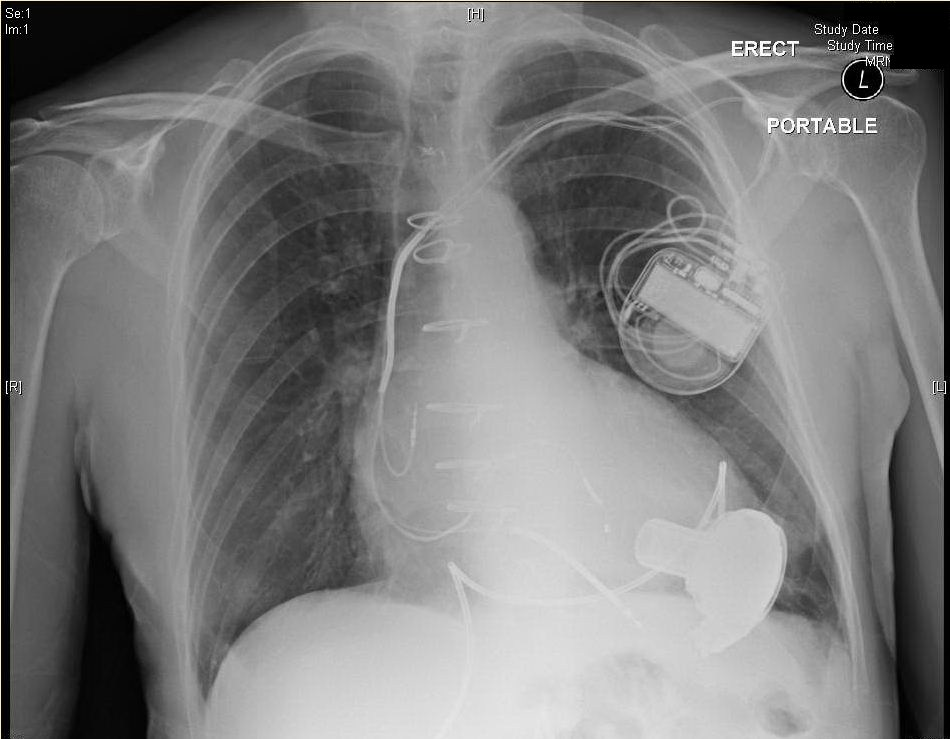 Se:1
Im:1
[H]
Study Date
Study Time
MRN
ERECT
L
PORTABLE
[R]
[L]